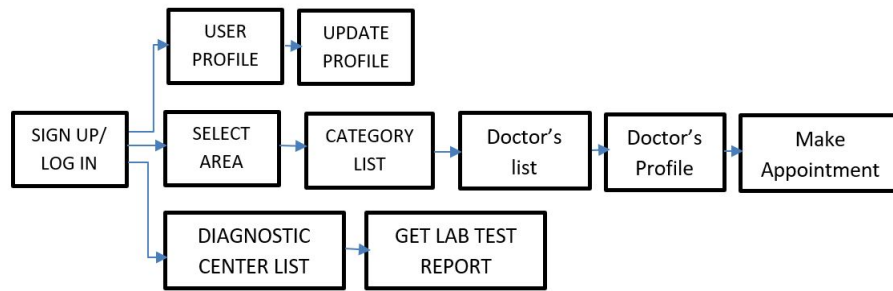 USER
PROFILE
UPDATE
PROFILE
SIGN UP/
LOG IN
SELECT
AREA
CATEGORY
LIST
Doctor's
list
Doctor's
Profile
Make
Appointment
DIAGNOSTIC
CENTER LIST
GET LAB TEST
REPORT